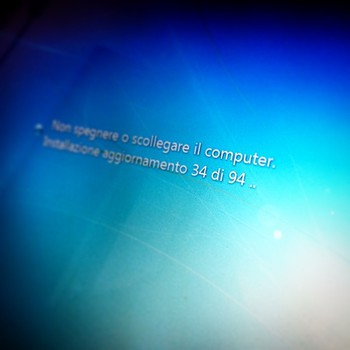 Non spegnere o scollegare il computer.
Installazione aggiornamento 34 di 94 ..